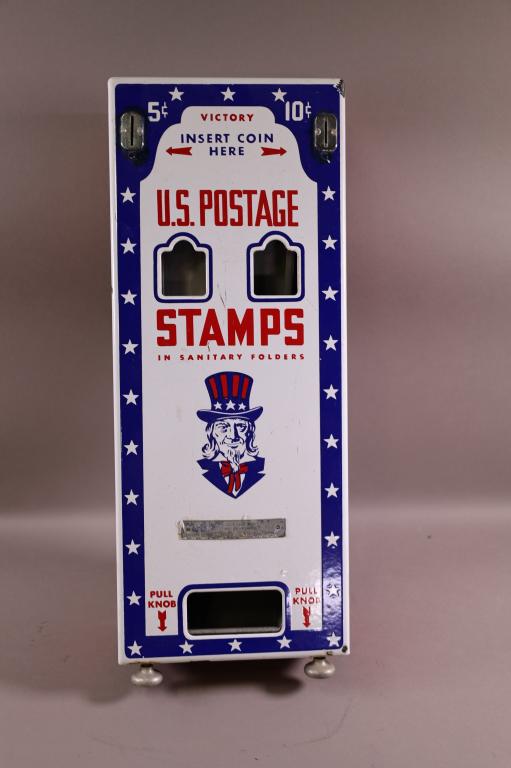 5¢ VICTORY 10¢
INSERT COIN
HERE
U.S. POSTAGE
STAMPS
IN SANITARY FOLDERS
PULL KNOB
PULL KNOB